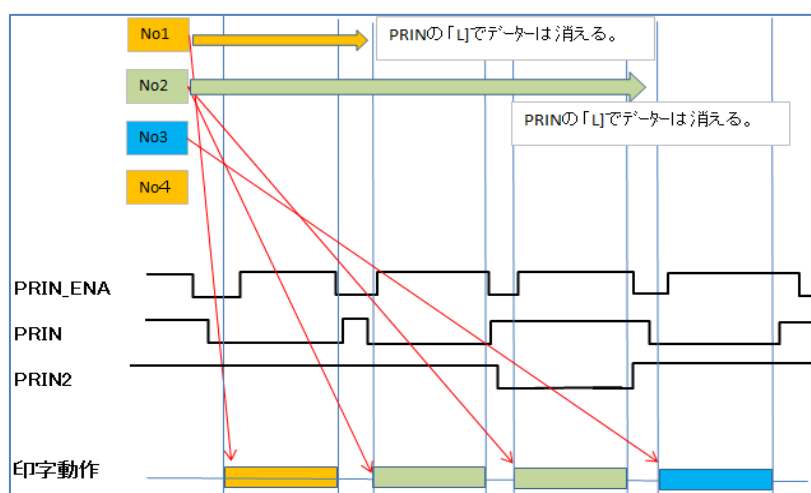 No1
PRINの「L]でデーターは消える。
No2
PRINの「L]でデーターは消える。
No3
No４
PRIN_ENA
PRIN
PRIN2
印字動作